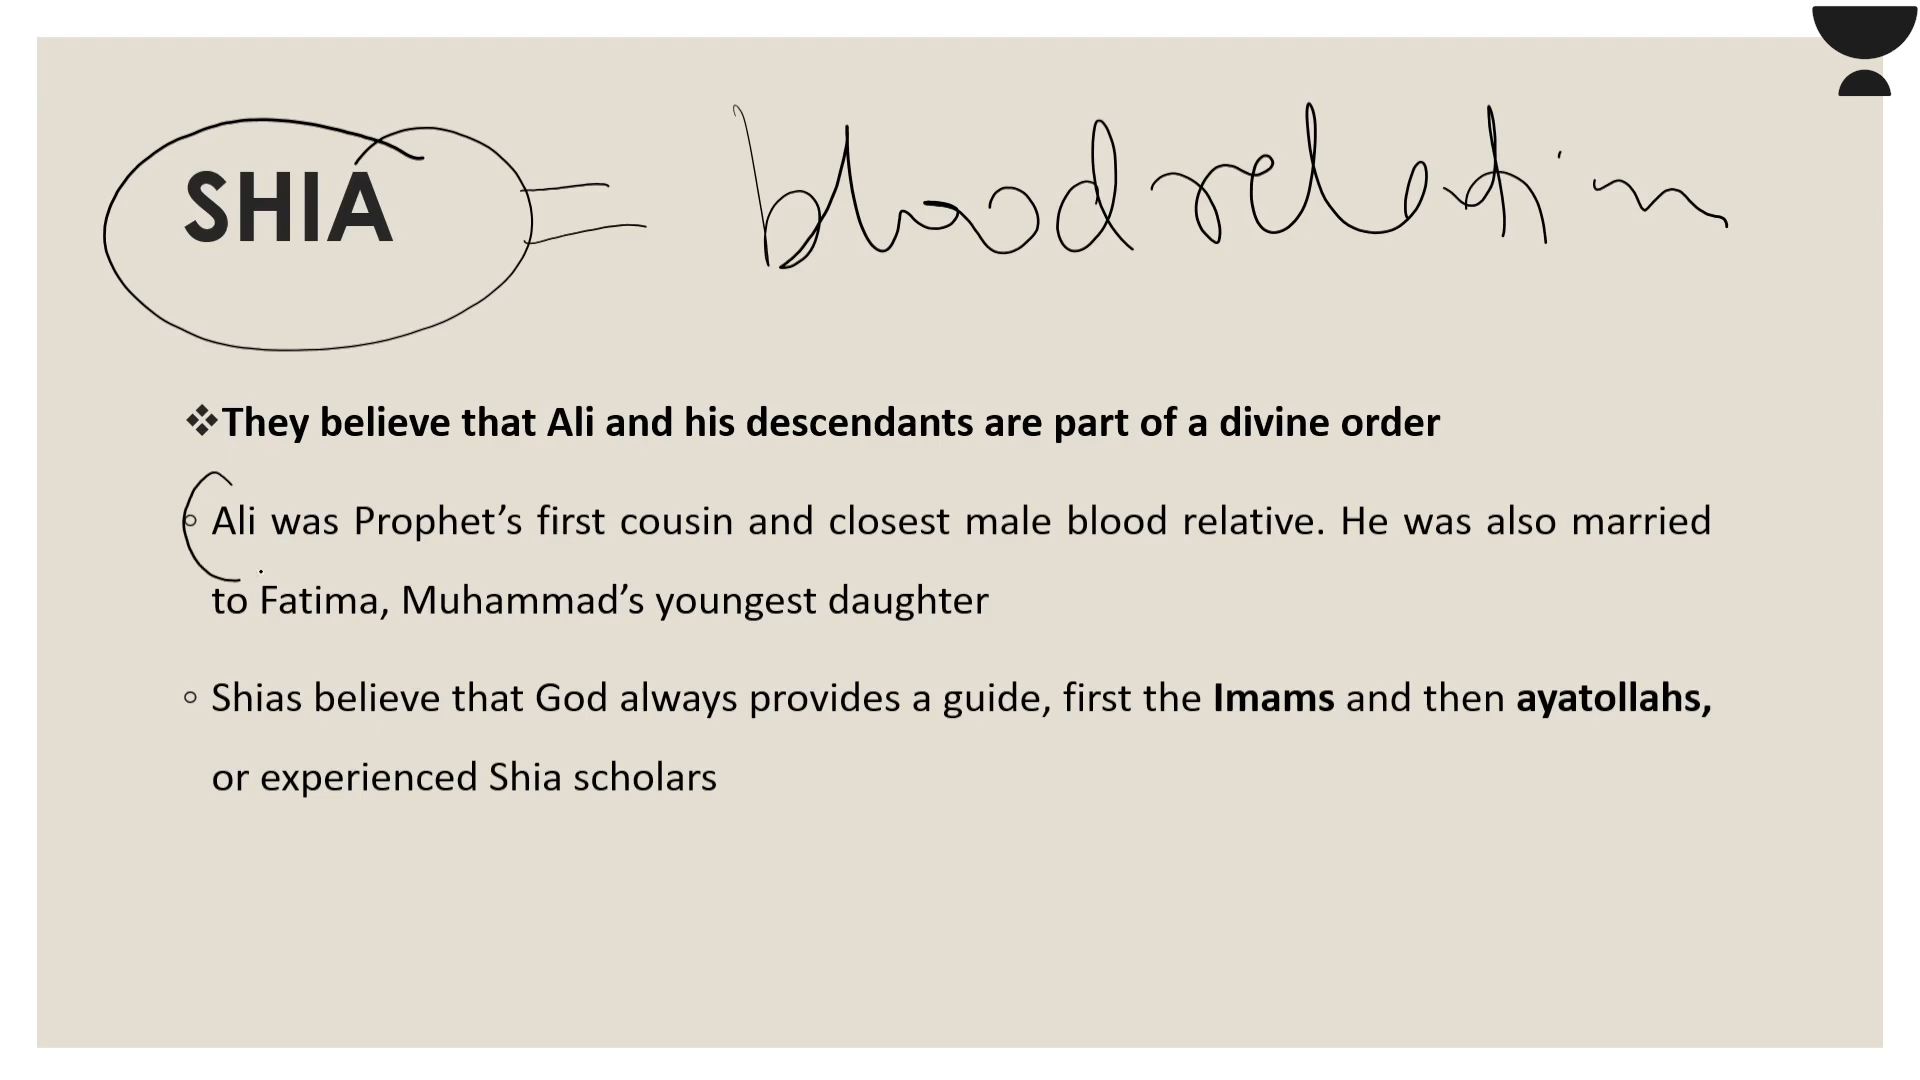 SHIA = blood relation
❖They believe that Ali and his descendants are part of a divine order
◦ Ali was Prophet’s first cousin and closest male blood relative. He was also married
to Fatima, Muhammad’s youngest daughter
◦ Shias believe that God always provides a guide, first the Imams and then ayatollahs,
or experienced Shia scholars